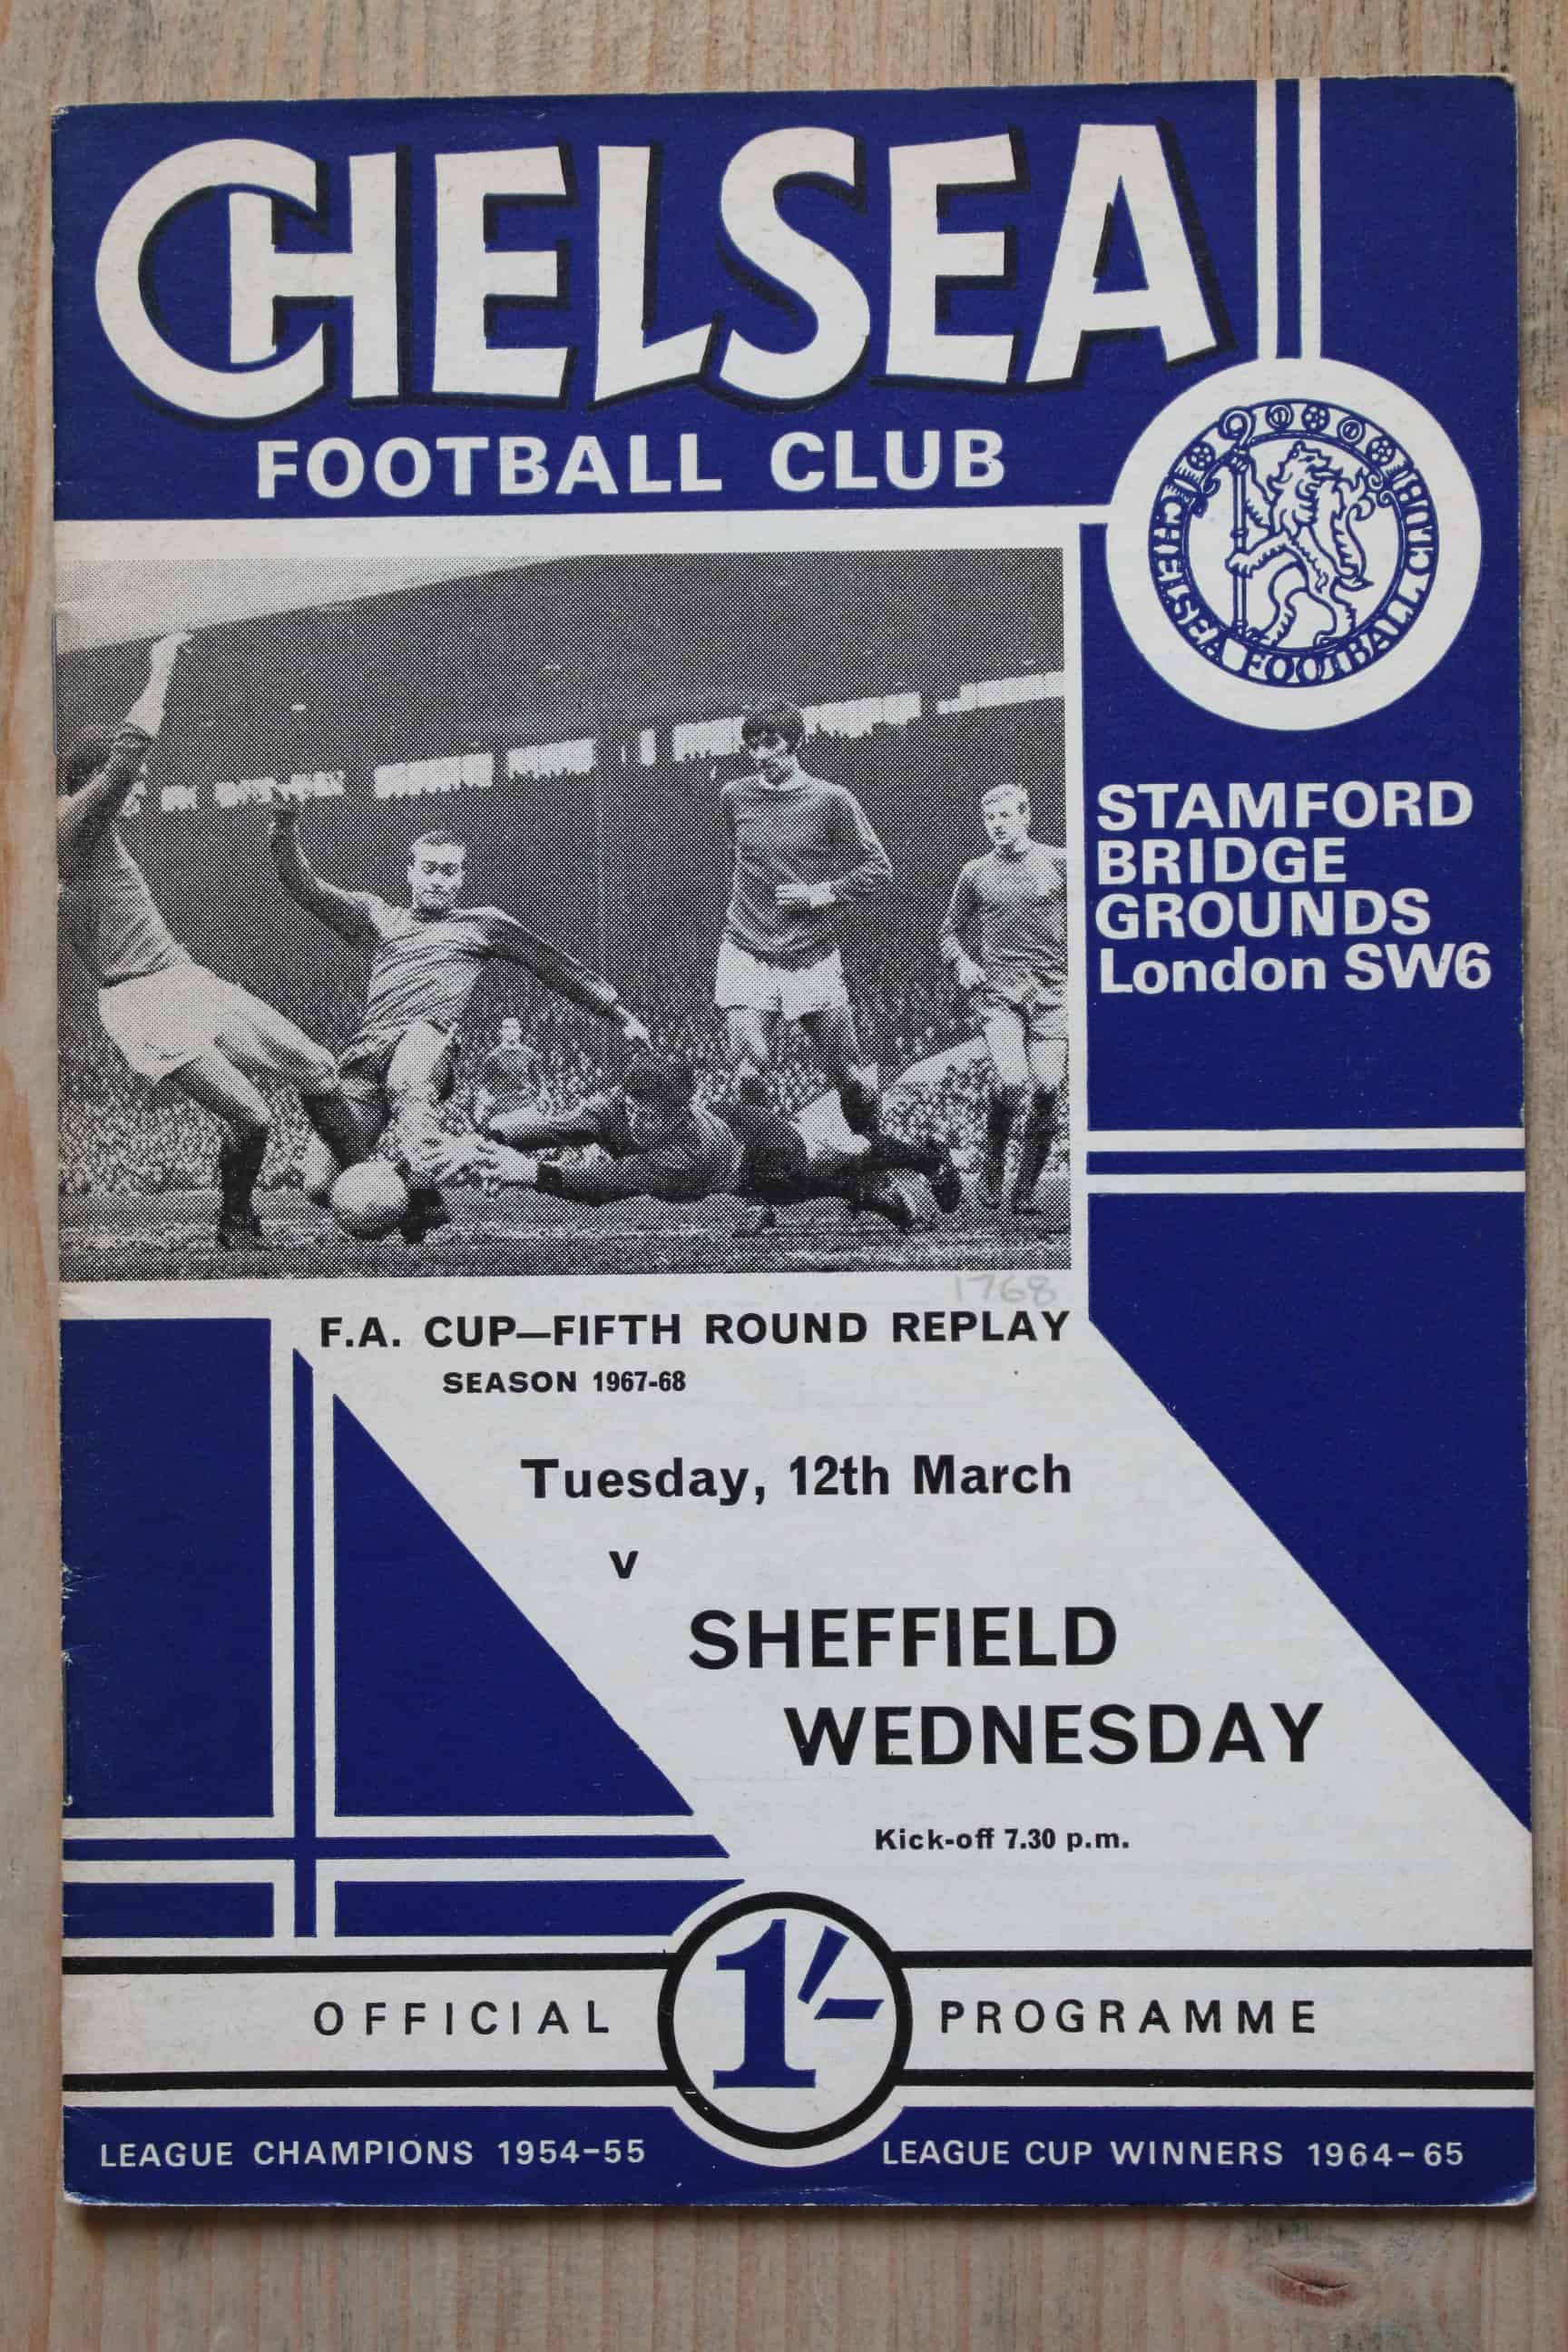 CHELSEA
FOOTBALL CLUB
CHELSEA FOOTBALL CLUB
STAMFORD
BRIDGE
GROUNDS
London SW6
1768
F.A. CUP—FIFTH ROUND REPLAY
SEASON 1967-68
Tuesday, 12th March
v
SHEFFIELD
WEDNESDAY
Kick-off 7.30 p.m.
OFFICIAL 1'/- PROGRAMME
LEAGUE CHAMPIONS 1954-55 LEAGUE CUP WINNERS 1964-65